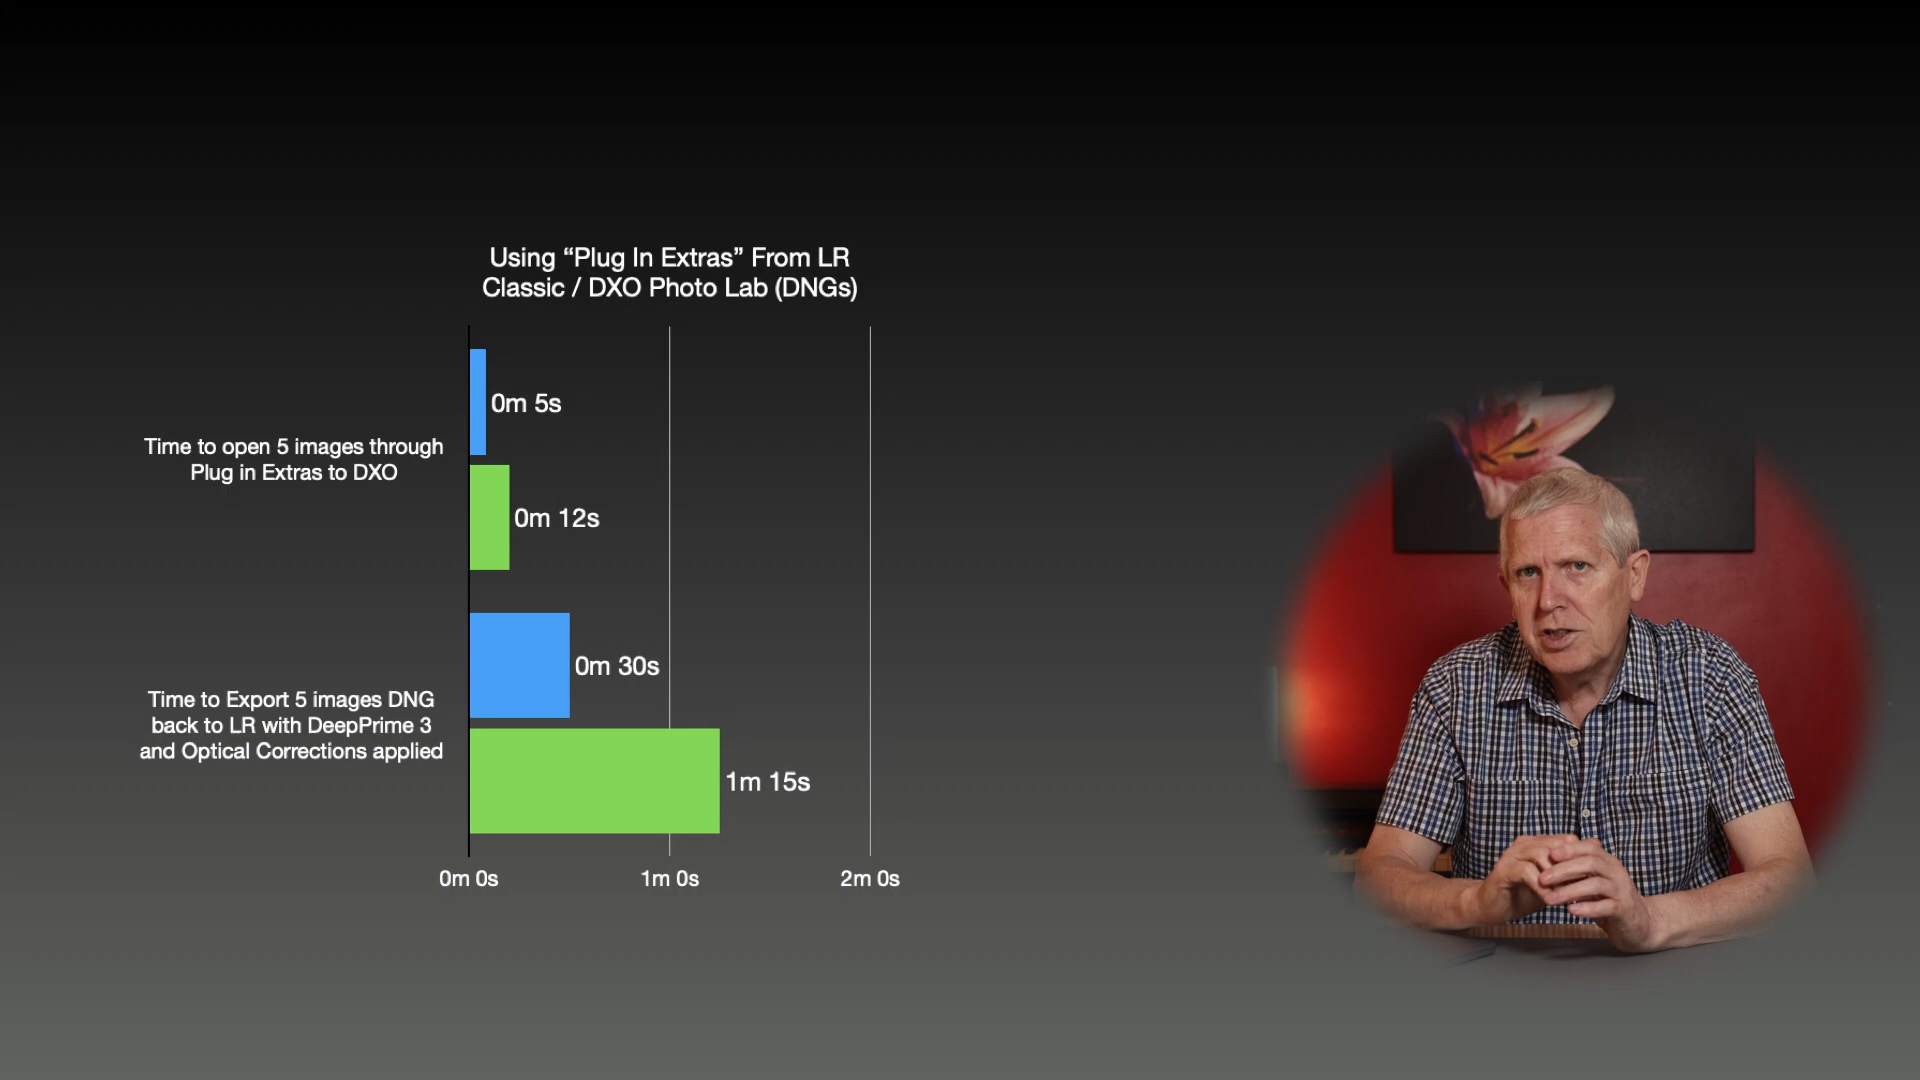 Using “Plug In Extras” From LR
Classic / DXO Photo Lab (DNGs)
Time to open 5 images through
Plug in Extras to DXO
0m 5s
0m 12s
Time to Export 5 images DNG
back to LR with DeepPrime 3
and Optical Corrections applied
0m 30s
1m 15s
0m 0s
1m 0s
2m 0s